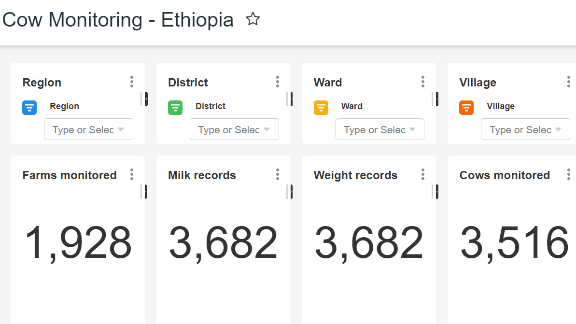 Cow Monitoring - Ethiopia
Region District Ward Village
Region District Ward Village
Type or Selec Type or Selec Type or Selec Type or Selec
Farms monitored Milk records Weight records Cows monitored
1,928 3,682 3,682 3,516